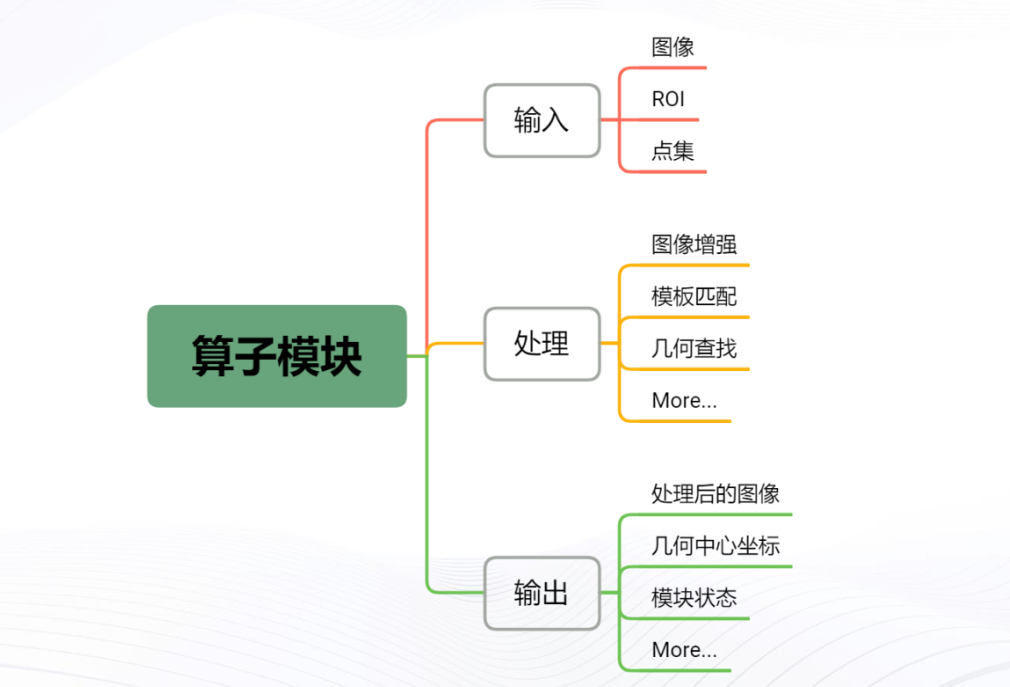 算子模块
输入
图像
ROI
点集
处理
图像增强
模板匹配
几何查找
More...
输出
处理后的图像
几何中心坐标
模块状态
More...